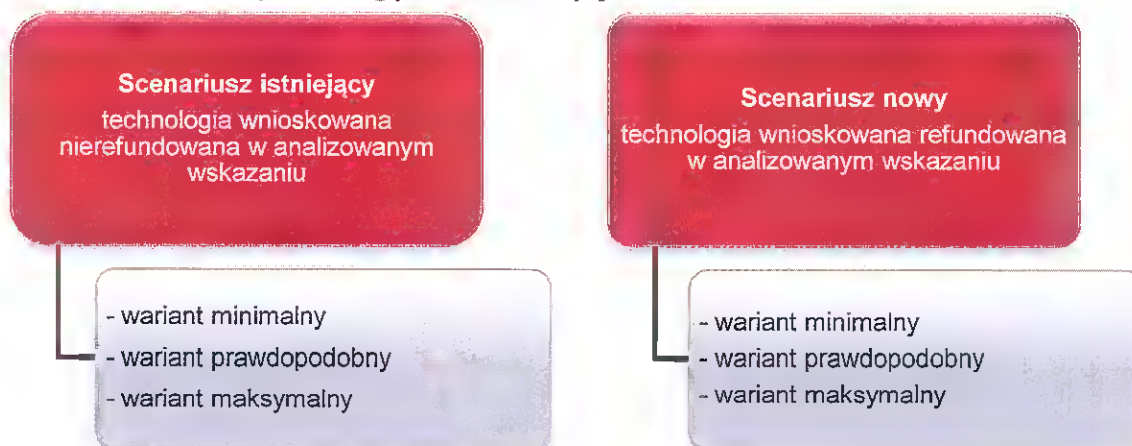 Scenariusz istniejący
technologia wnioskowana
nierefundowana w analizowanym
wskazaniu
- wariant minimalny
- wariant prawdopodobny
- wariant maksymalny
Scenariusz nowy
technologia wnioskowana refundowana
w analizowanym wskazaniu
- wariant minimalny
- wariant prawdopodobny
- wariant maksymalny